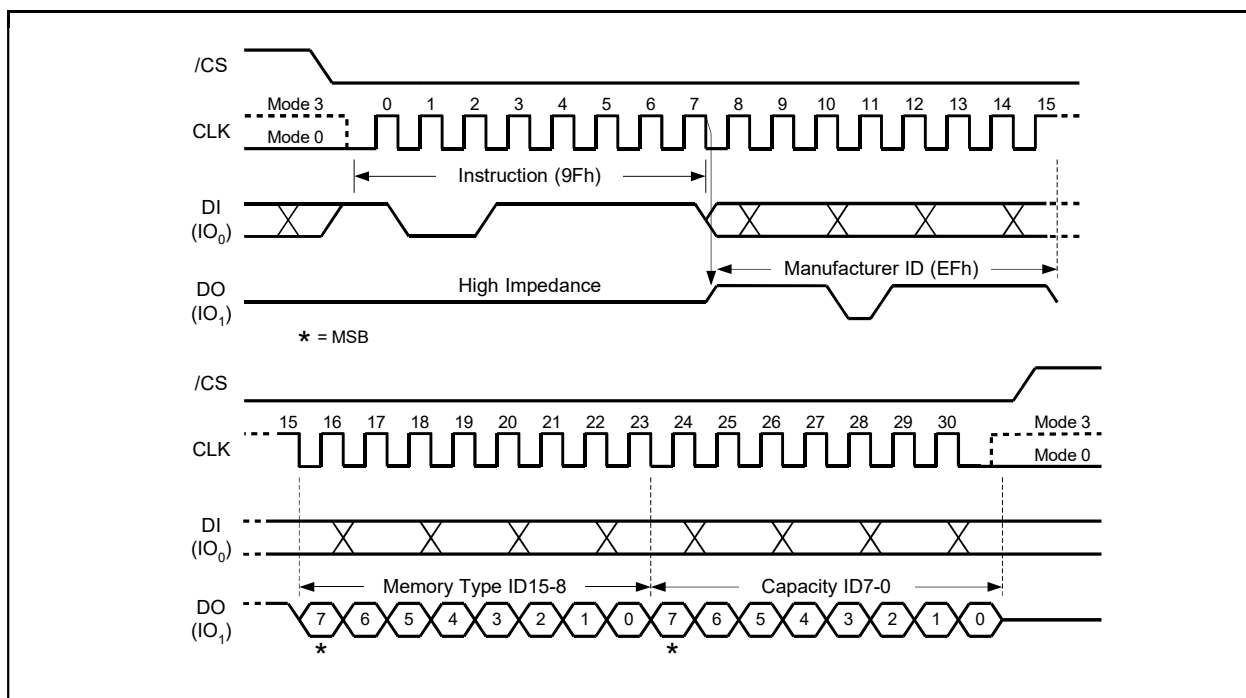 /CS
Mode 3
0 1 2 3 4 5 6 7 8 9 10 11 12 13 14 15
CLK
Mode 0
Instruction (9Fh)
DI
(IO0)
Manufacturer ID (EFh)
High Impedance
DO
(IO1)
* = MSB
/CS
15 16 17 18 19 20 21 22 23 24 25 26 27 28 29 30
Mode 3
CLK
Mode 0
DI
(IO0)
Memory Type ID15-8 Capacity ID7-0
DO
7 6 5 4 3 2 1 0 7 6 5 4 3 2 1 0
(IO1)
* *